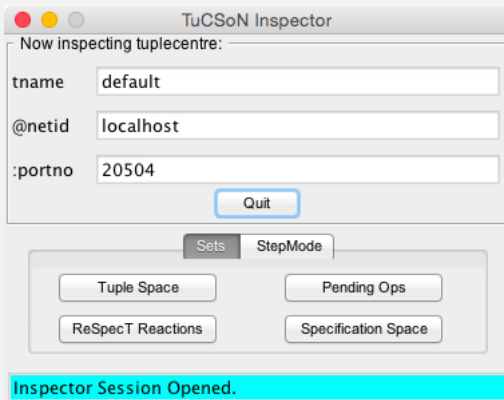 TuCSoN Inspector
Now inspecting tuplecentre:
tname default
@netid localhost
:portno 20504
Quit
Sets StepMode
Tuple Space Pending Ops
ReSpecT Reactions Specification Space
Inspector Session Opened.